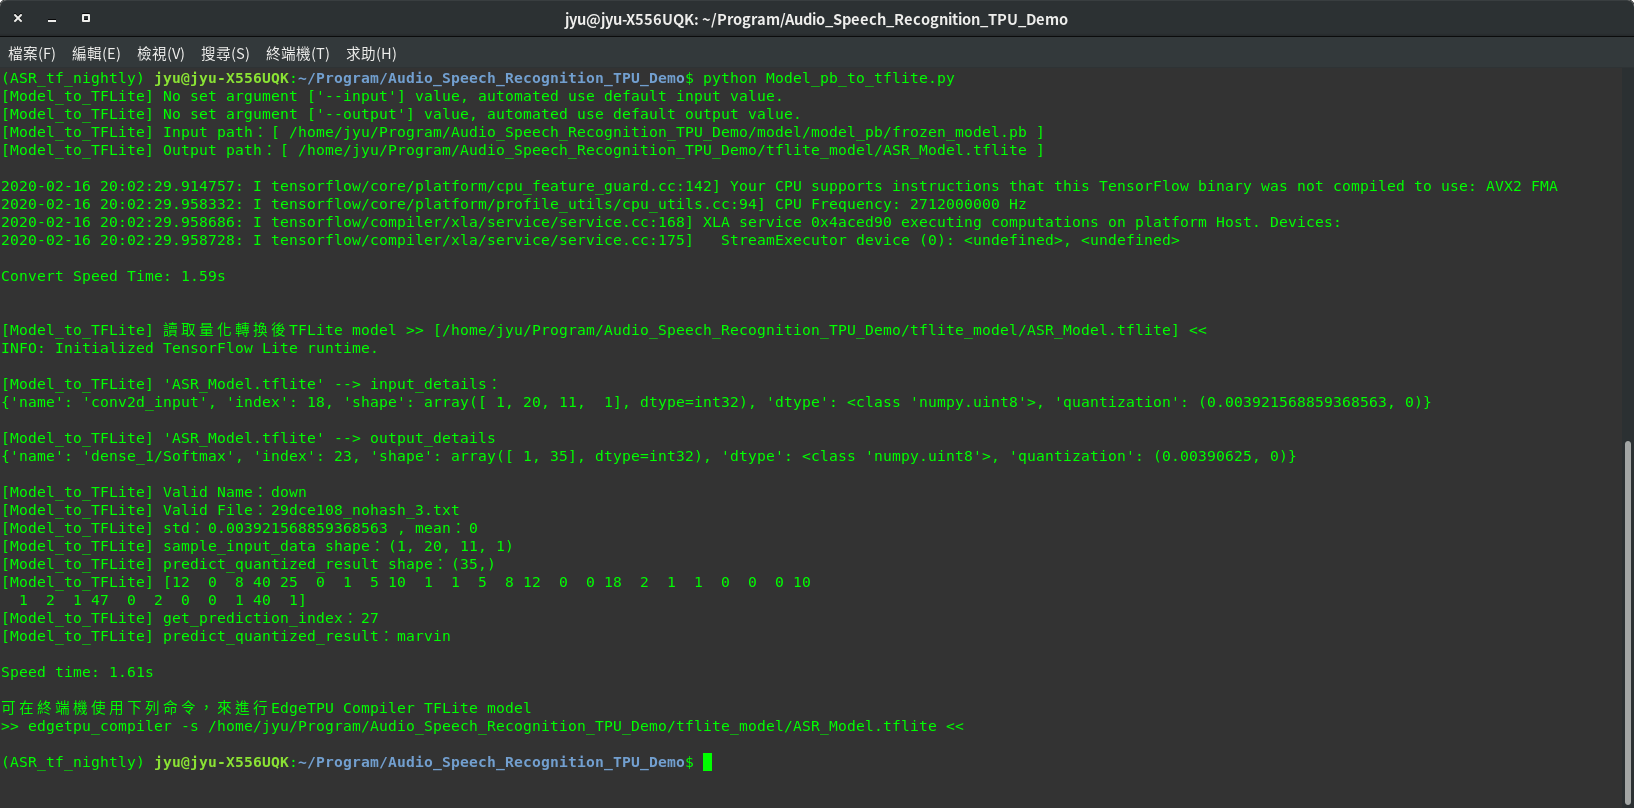 jyu@jyu-X556UQK: ~/Program/Audio_Speech_Recognition_TPU_Demo
檔案(F) 編輯(E) 檢視(V) 搜尋(S) 終端機(T) 求助(H)
(ASR_tf_nightly) jyu@jyu-X556UQK:~/Program/Audio_Speech_Recognition_TPU_Demo$ python Model_pb_to_tflite.py
[Model_to_TFLite] No set argument ['--input'] value, automated use default input value.
[Model_to_TFLite] No set argument ['--output'] value, automated use default output value.
[Model_to_TFLite] Input path：[ /home/jyu/Program/Audio_Speech_Recognition_TPU_Demo/model/model_pb/frozen_model.pb ]
[Model_to_TFLite] Output path：[ /home/jyu/Program/Audio_Speech_Recognition_TPU_Demo/tflite_model/ASR_Model.tflite ]
2020-02-16 20:02:29.914757: I tensorflow/core/platform/cpu_feature_guard.cc:142] Your CPU supports instructions that this TensorFlow binary was not compiled to use: AVX2 FMA
2020-02-16 20:02:29.958332: I tensorflow/core/platform/profile_utils/cpu_utils.cc:94] CPU Frequency: 2712000000 Hz
2020-02-16 20:02:29.958686: I tensorflow/compiler/xla/service/service.cc:168] XLA service 0x4aced90 executing computations on platform Host. Devices:
2020-02-16 20:02:29.958728: I tensorflow/compiler/xla/service/service.cc:175]   StreamExecutor device (0): <undefined>, <undefined>
Convert Speed Time: 1.59s
[Model_to_TFLite] 讀取量化轉換後TFLite model >> [/home/jyu/Program/Audio_Speech_Recognition_TPU_Demo/tflite_model/ASR_Model.tflite] <<
INFO: Initialized TensorFlow Lite runtime.
[Model_to_TFLite] 'ASR_Model.tflite' --> input_details：
{'name': 'conv2d_input', 'index': 18, 'shape': array([ 1, 20, 11,  1], dtype=int32), 'dtype': <class 'numpy.uint8'>, 'quantization': (0.003921568859368563, 0)}
[Model_to_TFLite] 'ASR_Model.tflite' --> output_details
{'name': 'dense_1/Softmax', 'index': 23, 'shape': array([ 1, 35], dtype=int32), 'dtype': <class 'numpy.uint8'>, 'quantization': (0.00390625, 0)}
[Model_to_TFLite] Valid Name：down
[Model_to_TFLite] Valid File：29dce108_nohash_3.txt
[Model_to_TFLite] std：0.003921568859368563 , mean：0
[Model_to_TFLite] sample_input_data shape：(1, 20, 11, 1)
[Model_to_TFLite] predict_quantized_result shape：(35,)
[Model_to_TFLite] [12  0  8 40 25  0  1  5 10  1  1  5  8 12  0  0 18  2  1  1  0  0  0 10
  1  2  1 47  0  2  0  0  1 40  1]
[Model_to_TFLite] get_prediction_index：27
[Model_to_TFLite] predict_quantized_result：marvin
Speed time: 1.61s
可在終端機使用下列命令，來進行EdgeTPU Compiler TFLite model
>> edgetpu_compiler -s /home/jyu/Program/Audio_Speech_Recognition_TPU_Demo/tflite_model/ASR_Model.tflite <<
(ASR_tf_nightly) jyu@jyu-X556UQK:~/Program/Audio_Speech_Recognition_TPU_Demo$